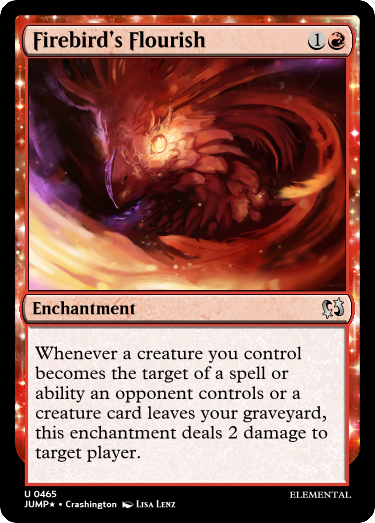 Firebird's Flourish 1
Enchantment
Whenever a creature you control
becomes the target of a spell or
ability an opponent controls or a
creature card leaves your graveyard,
this enchantment deals 2 damage to
target player.
U 0465
ELEMENTAL
JUMP★ • Crashington Lisa Lenz